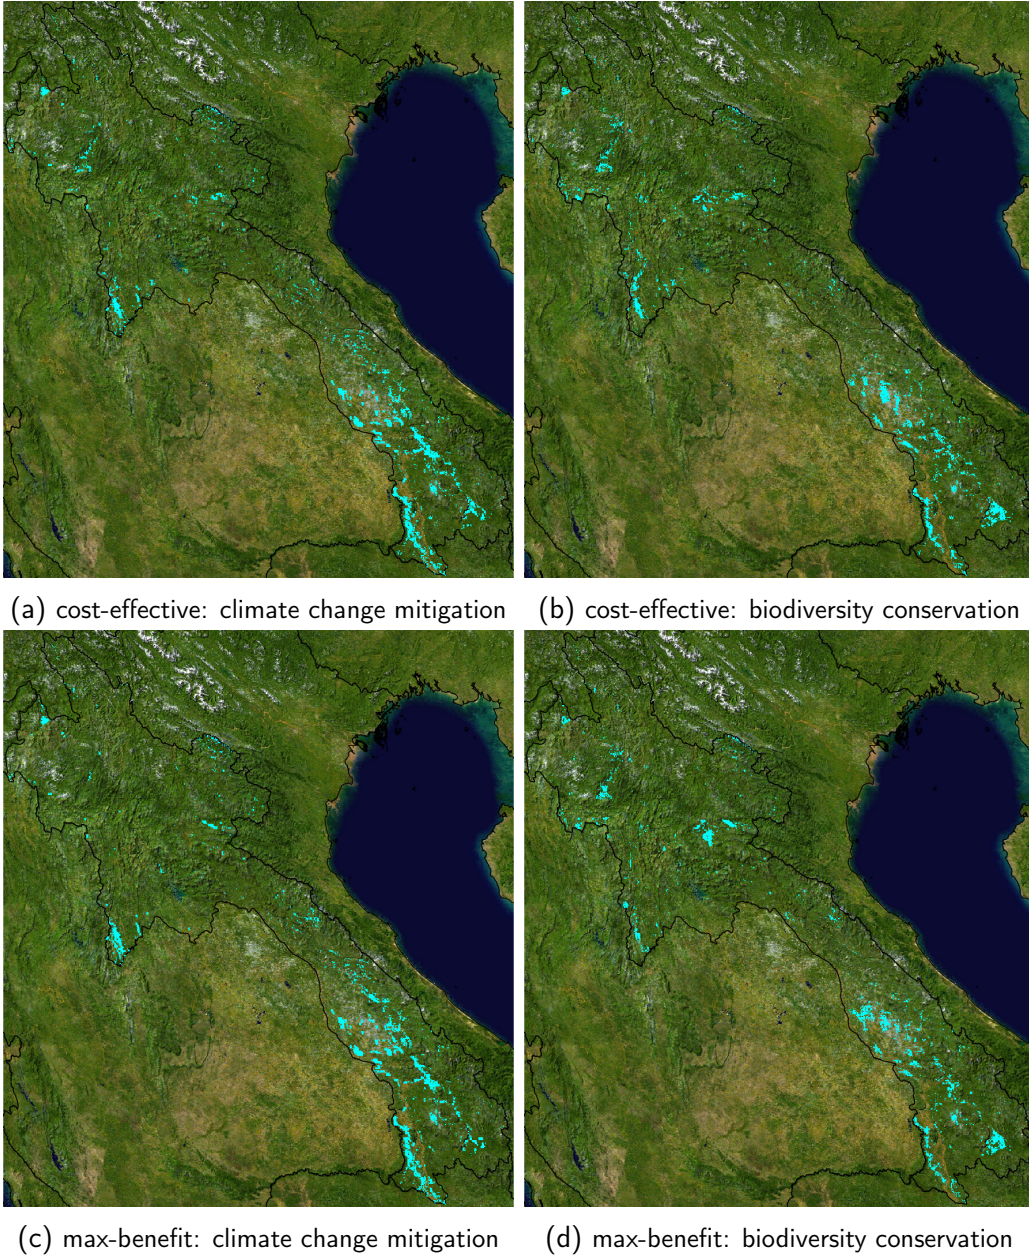 (a) cost-effective: climate change mitigation
(b) cost-effective: biodiversity conservation
(c) max-benefit: climate change mitigation
(d) max-benefit: biodiversity conservation